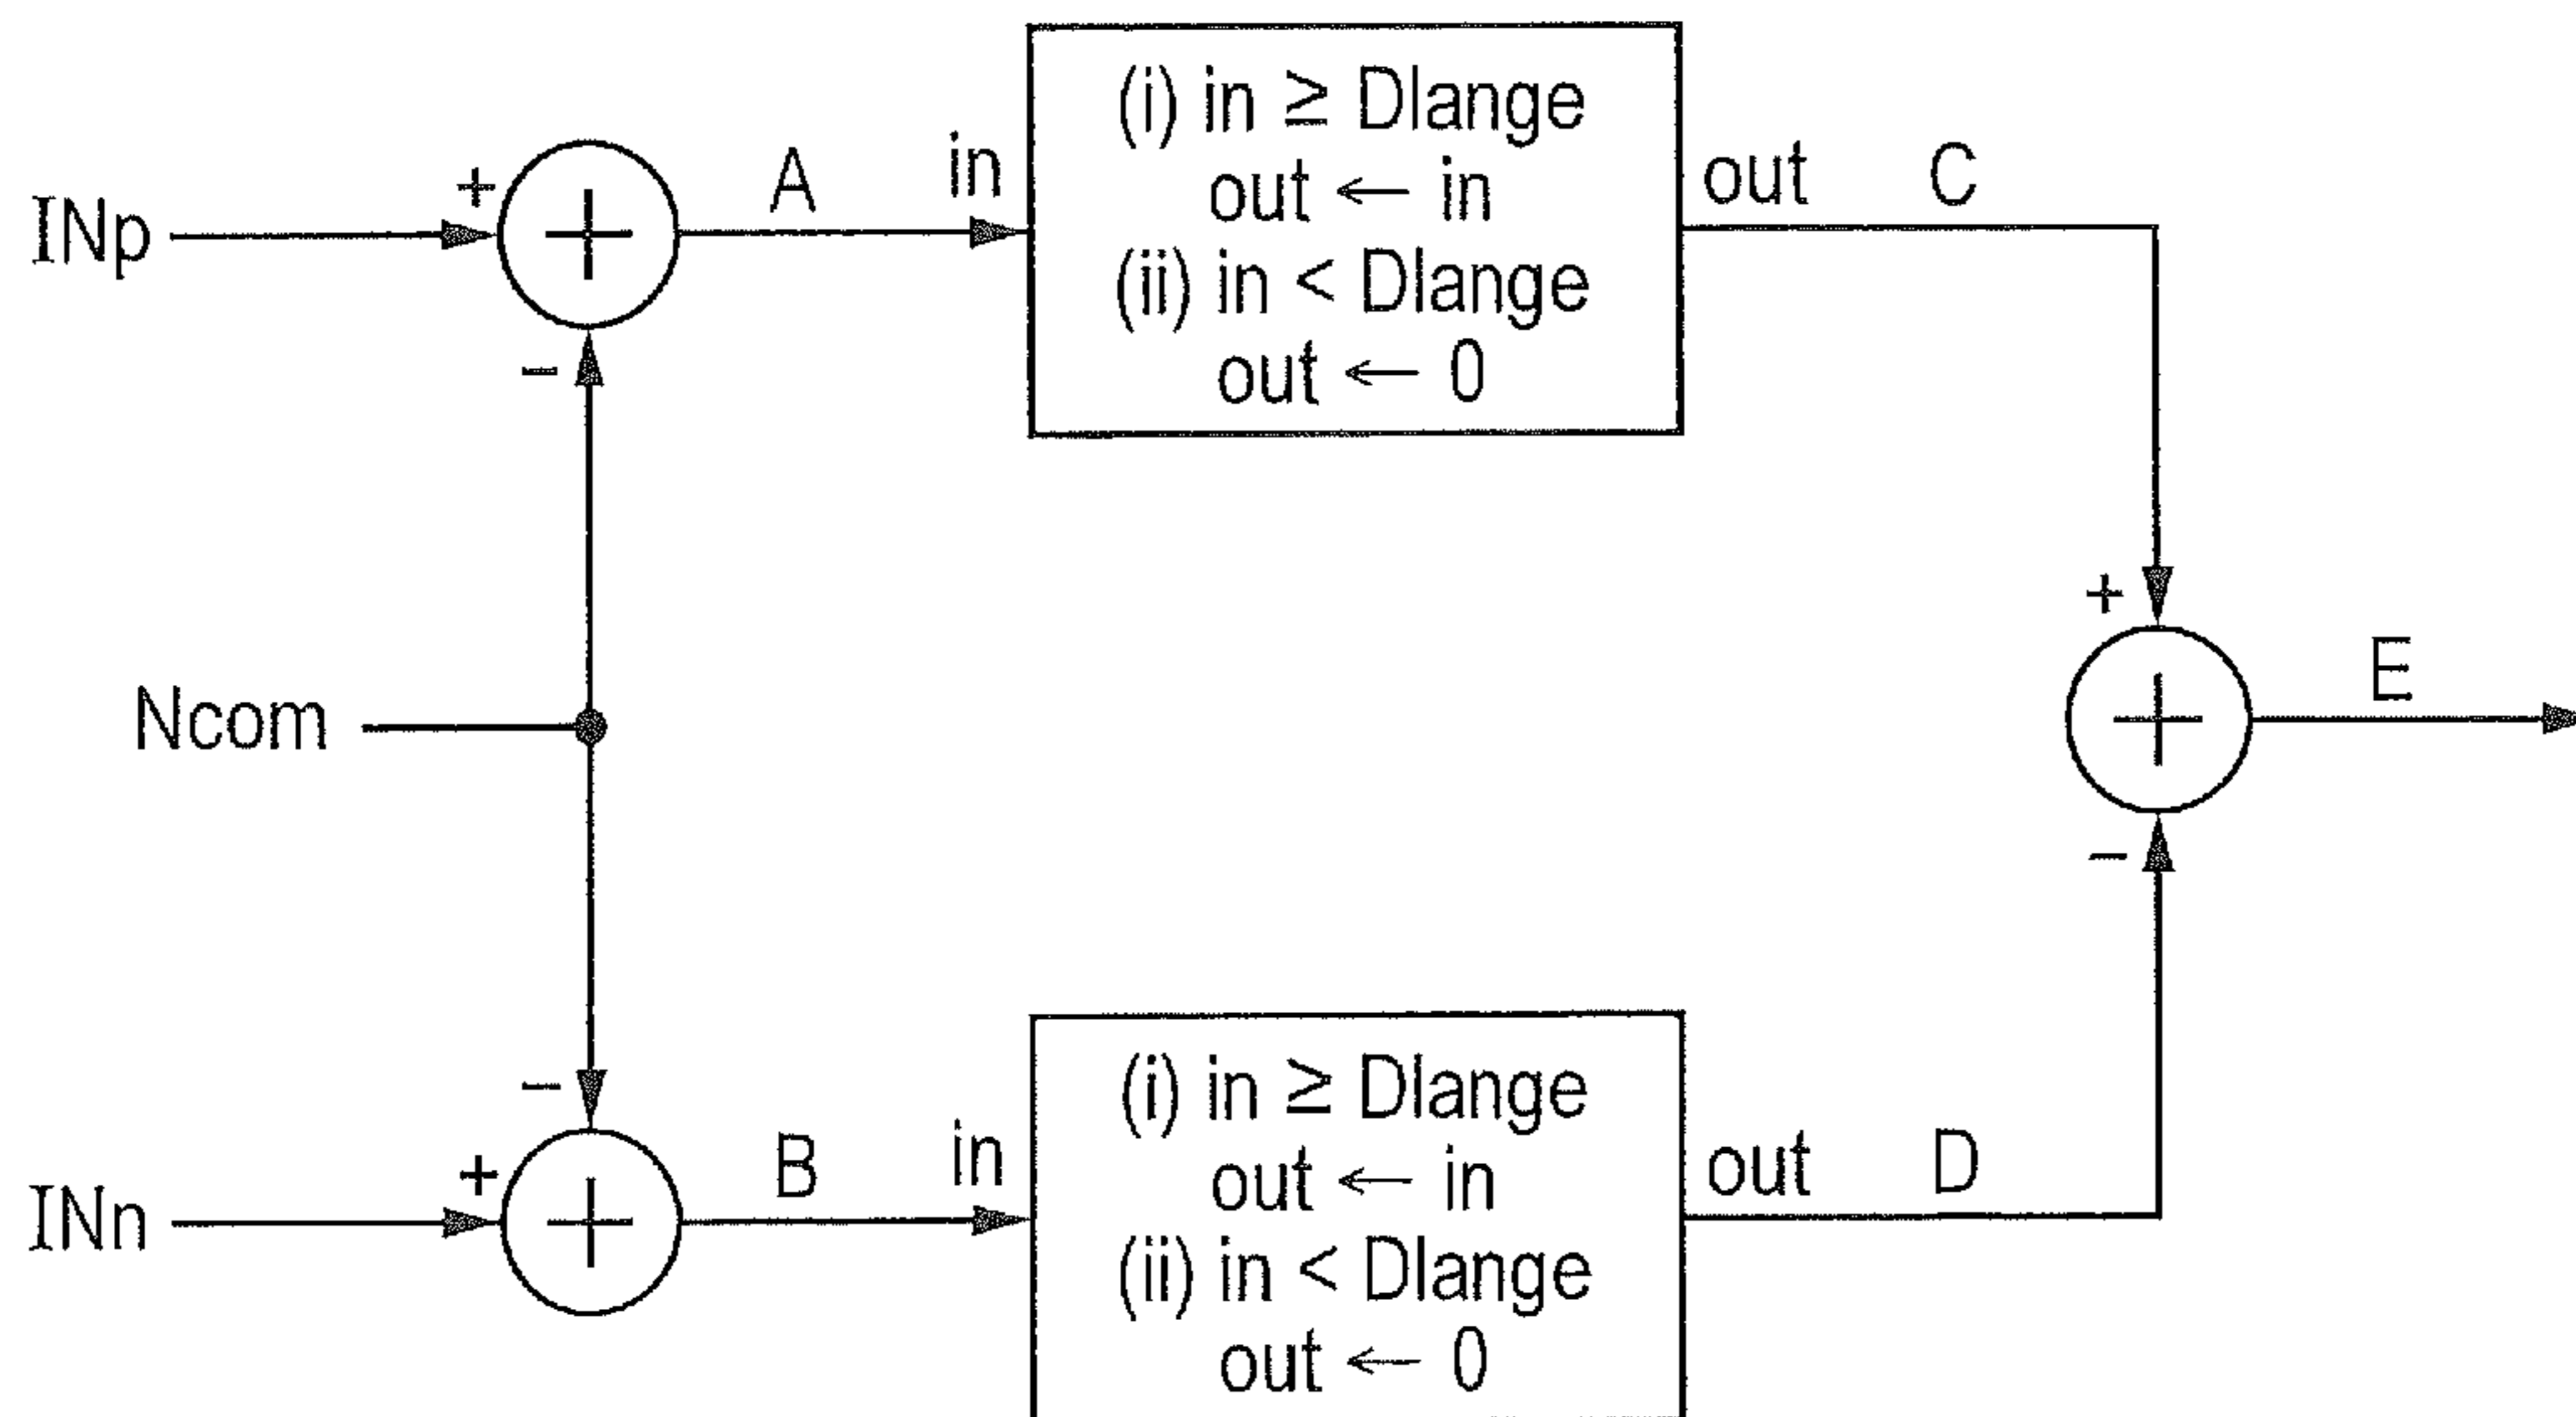 INp
+
−
A
in
(i) in ≥ Dlange
out ← in
(ii) in < Dlange
out ← 0
out
C
Ncom
+
−
E
INn
+
−
B
in
(i) in ≥ Dlange
out ← in
(ii) in < Dlange
out ← 0
out
D